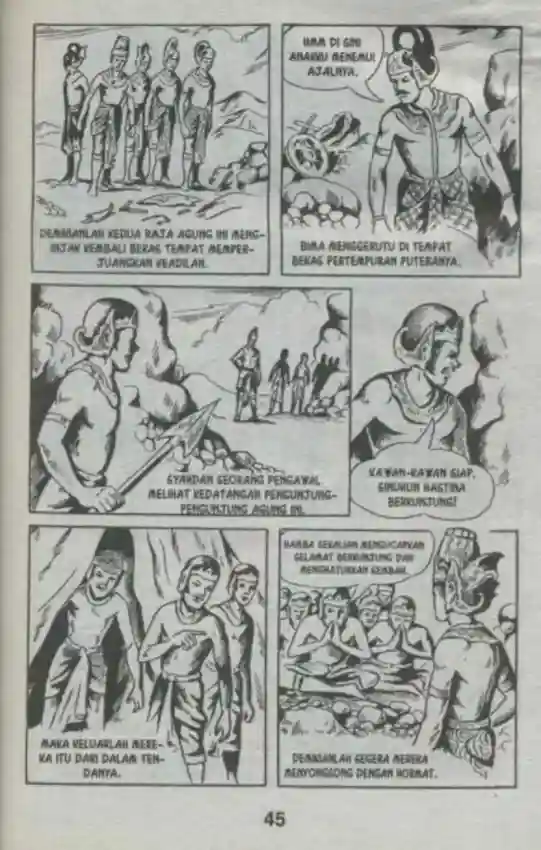 DEMIKIANLAH KEDUA RAJA AGUNG INI MENG-
INJAK KEMBALI BEKAS TEMPAT MEMPER-
JUANGKAN KEADILAN.
HMM DI SINI
ANAKKU MENEMUI
AJALNYA.
BIMA MENGGERUTU DI TEMPAT
BEKAS PERTEMPURAN PUTERANYA.
SYAHDAN SEORANG PENGAWAL
MELIHAT KEDATANGAN PENGUNJUNG-
PENGUNJUNG AGUNG INI.
KAWAN-KAWAN SIAP,
SINUHUN HASTINA
BERKUNJUNG!
MAKA KELUARLAH MERE-
KA ITU DARI DALAM TEN-
DANYA.
HAMBA SEKALIAN MENGUCAPKAN
SELAMAT BERKUNJUNG DAN
MENGHATURKAN SEMBAH.
DEMIKIANLAH SEGERA MEREKA
MENYONGSONG DENGAN HORMAT.
45